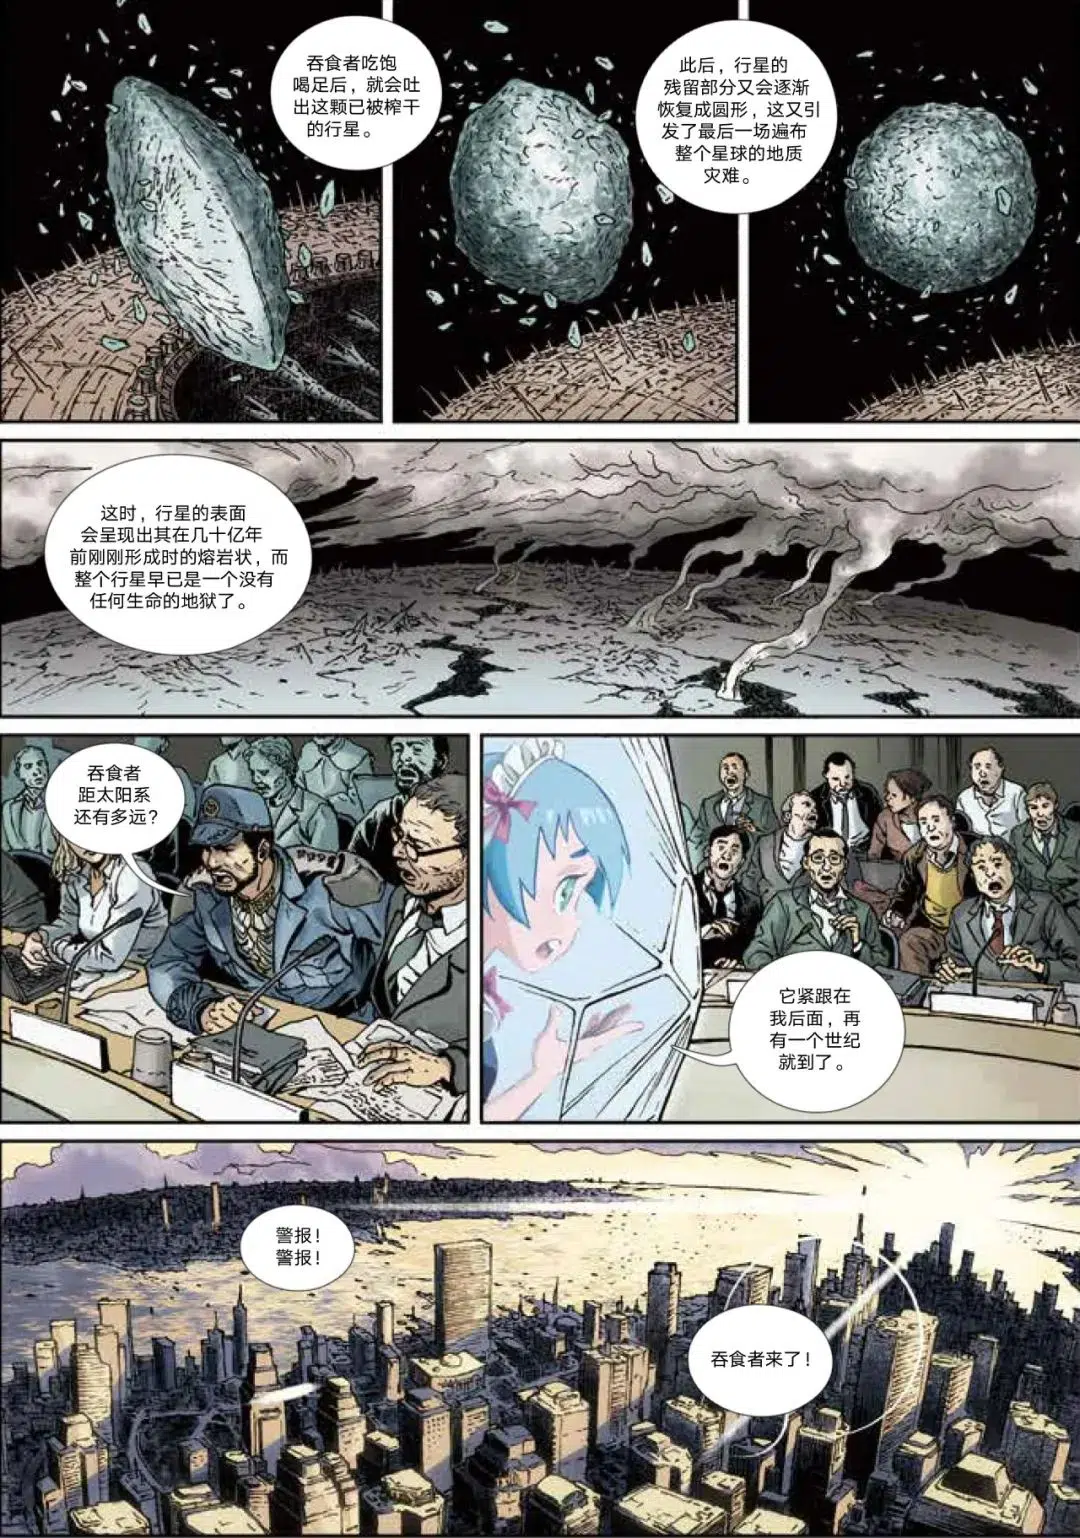 吞食者吃饱
喝足后，就会吐
出这颗已被榨干
的行星。
此后，行星的
残留部分又会逐渐
恢复成圆形，这又引
发了最后一场遍布
整个星球的地质
灾难。
这时，行星的表面
会呈现出其在几十亿年
前刚刚形成时的熔岩状，而
整个行星早已是一个没有
任何生命的地狱了。
吞食者
距太阳系
还有多远？
它紧跟在
我后面，再
有一个世纪
就到了。
警报！
警报！
吞食者来了！